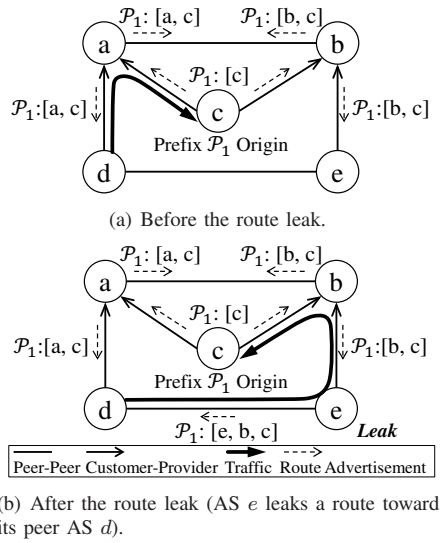 𝒫₁: [a, c] 𝒫₁: [b, c]
a b
𝒫₁: [c]
𝒫₁:[a, c] c 𝒫₁:[b, c]
Prefix 𝒫₁ Origin
d e
(a) Before the route leak.
𝒫₁: [a, c] 𝒫₁: [b, c]
a b
𝒫₁: [c]
𝒫₁:[a, c] c 𝒫₁:[b, c]
Prefix 𝒫₁ Origin
d e
𝒫₁: [e, b, c] Leak
Peer-Peer Customer-Provider Traffic Route Advertisement
(b) After the route leak (AS e leaks a route toward
its peer AS d).